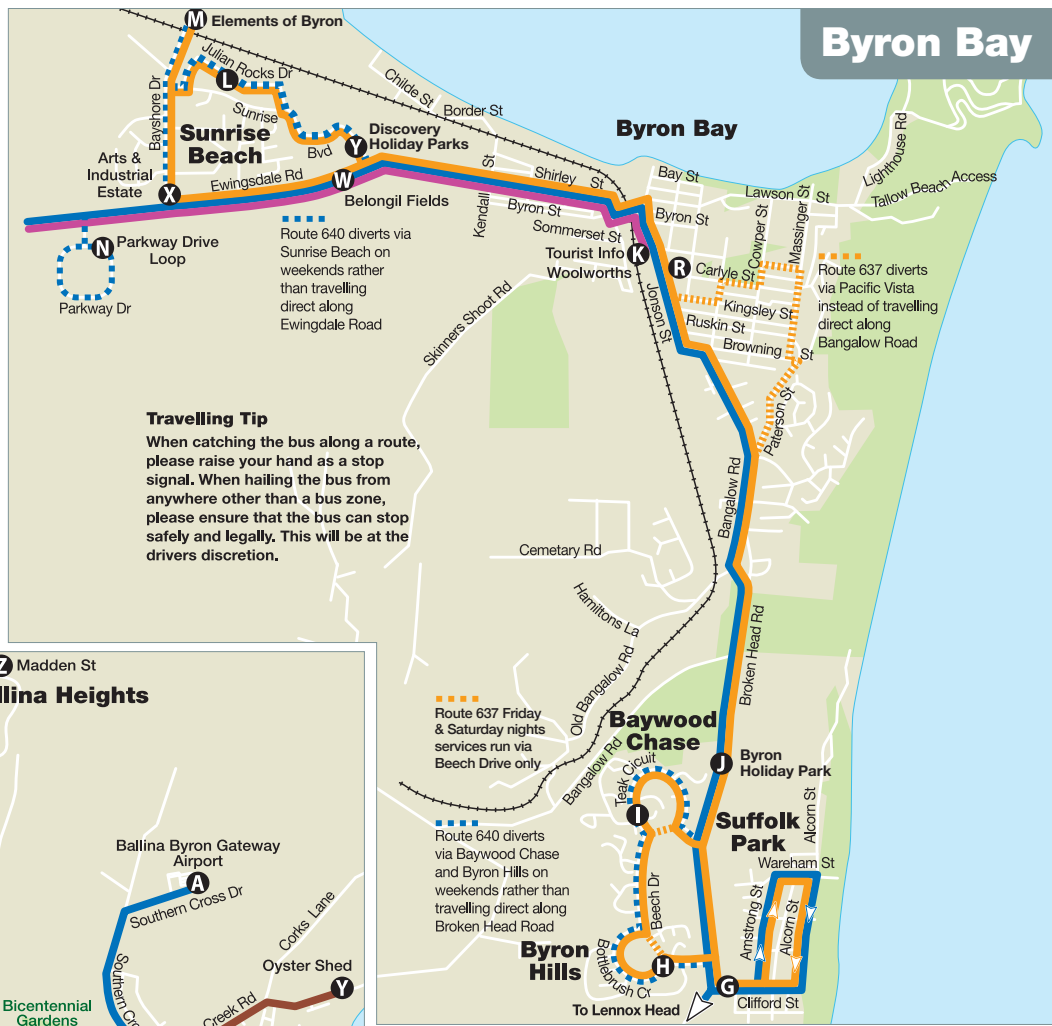 Byron Bay
M Elements of Byron
Julian Rocks Dr
L
Bayshore Dr
Sunrise
Bvd
Sunrise
Beach
Y
Discovery
Holiday Parks
Arts &
Industrial
Estate
X
Ewingsdale Rd
W
Belongil Fields
N Parkway Drive
Loop
Parkway Dr
Route 640 diverts via
Sunrise Beach on
weekends rather
than travelling
direct along
Ewingdale Road
Childe St
Border St
Kendall St
Shirley St
Byron St
Sommerset St
Byron Bay
Bay St
Lawson St
Lighthouse Rd
Tallow Beach Access
Byron St
Cowper St
Massinger St
Tourist Info
Woolworths
K
R
Carlyle St
Kingsley St
Ruskin St
Browning St
Jonson St
Skinners Shoot Rd
Paterson St
Route 637 diverts
via Pacific Vista
instead of travelling
direct along
Bangalow Road
Travelling Tip
When catching the bus along a route,
please raise your hand as a stop
signal. When hailing the bus from
anywhere other than a bus zone,
please ensure that the bus can stop
safely and legally. This will be at the
drivers discretion.
Bangalow Rd
Cemetary Rd
Hamiltons La
Old Bangalow Rd
Bangalow Rd
Broken Head Rd
Route 637 Friday
& Saturday nights
services run via
Beech Drive only
Baywood
Chase
Teak Cicuit
I
J
Byron
Holiday Park
Suffolk
Park
Alcorn St
Wareham St
Amstrong St
Alcorn St
Route 640 diverts
via Baywood Chase
and Byron Hills on
weekends rather than
travelling direct along
Broken Head Road
Beech Dr
Byron
Hills
Bottlebrush Cr
H
G
Clifford St
To Lennox Head
Z Madden St
llina Heights
Ballina Byron Gateway
Airport
A
Southern Cross Dr
Southern Cro
Corks Lane
Oyster Shed
Y
Creek Rd
Bicentennial
Gardens